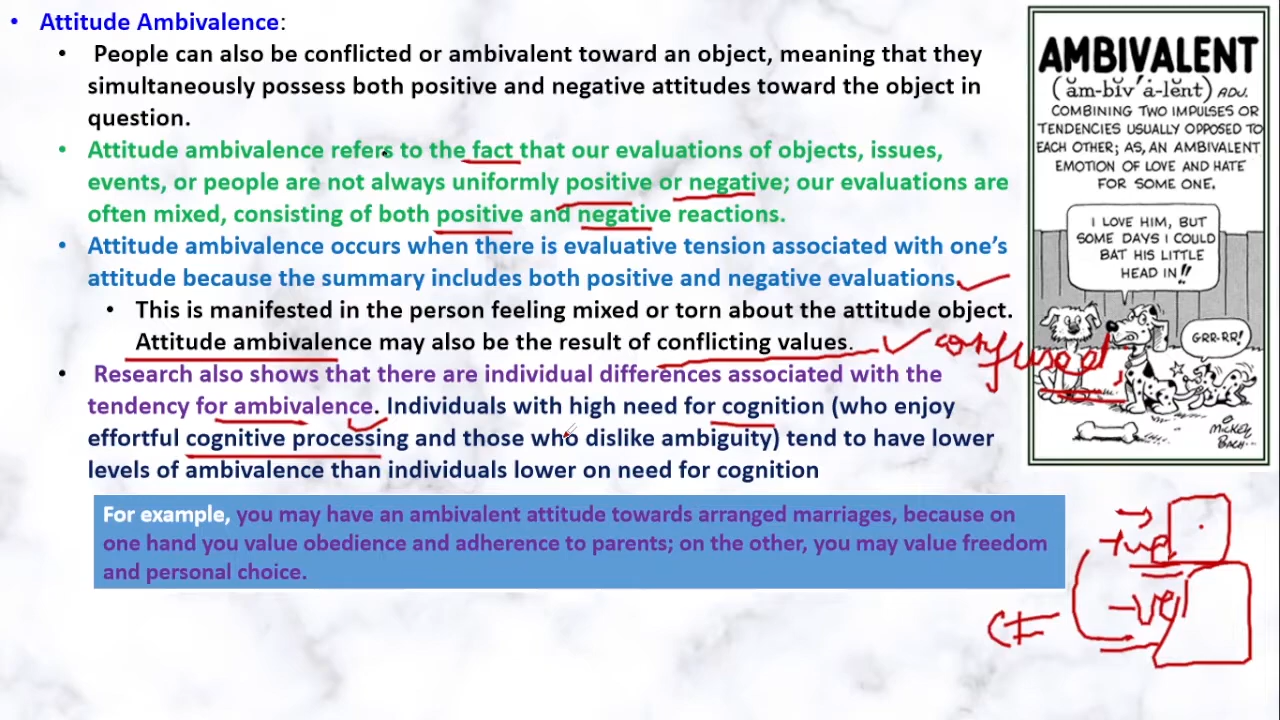 • Attitude Ambivalence:
• People can also be conflicted or ambivalent toward an object, meaning that they
simultaneously possess both positive and negative attitudes toward the object in
question.
• Attitude ambivalence refers to the fact that our evaluations of objects, issues,
events, or people are not always uniformly positive or negative; our evaluations are
often mixed, consisting of both positive and negative reactions.
• Attitude ambivalence occurs when there is evaluative tension associated with one’s
attitude because the summary includes both positive and negative evaluations.
• This is manifested in the person feeling mixed or torn about the attitude object.
Attitude ambivalence may also be the result of conflicting values.
confused
• Research also shows that there are individual differences associated with the
tendency for ambivalence. Individuals with high need for cognition (who enjoy
effortful cognitive processing and those who dislike ambiguity) tend to have lower
levels of ambivalence than individuals lower on need for cognition
For example, you may have an ambivalent attitude towards arranged marriages, because on
one hand you value obedience and adherence to parents; on the other, you may value freedom
and personal choice.
AMBIVALENT
(ăm-bĭv′ȧ-lĕnt) ADJ.
COMBINING TWO IMPULSES OR
TENDENCIES USUALLY OPPOSED TO
EACH OTHER; AS, AN AMBIVALENT
EMOTION OF LOVE AND HATE
FOR SOME ONE.
I LOVE HIM, BUT
SOME DAYS I COULD
BAT HIS LITTLE
HEAD IN!!
GRR-RR!
MICKEY
BACH-
-ve